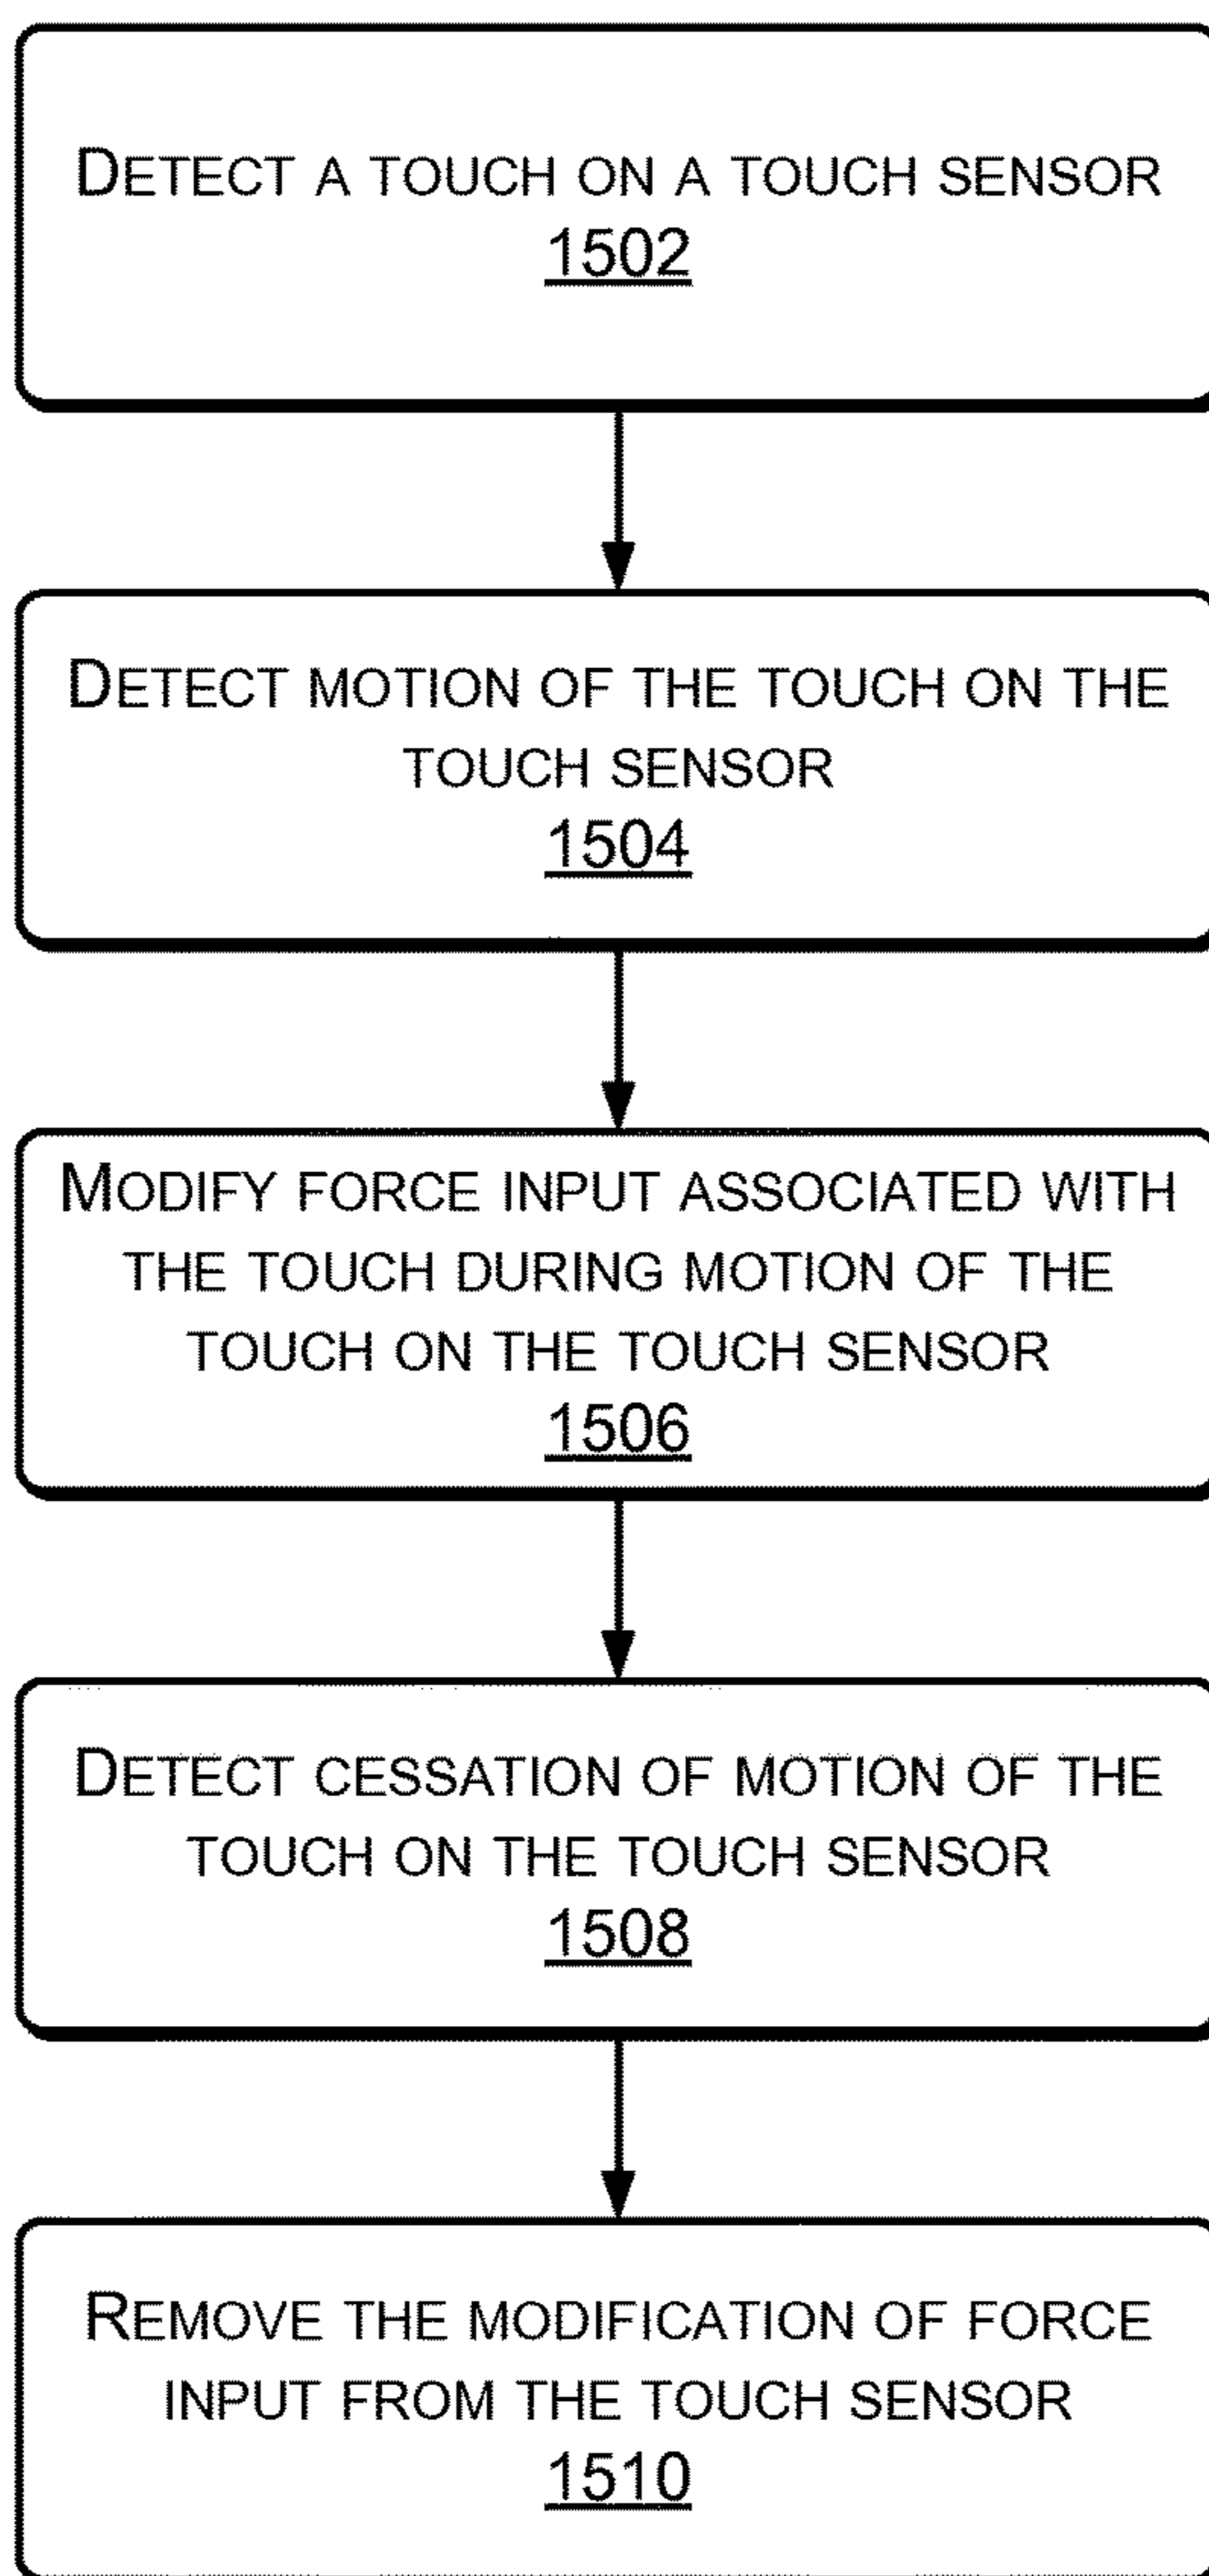 DETECT A TOUCH ON A TOUCH SENSOR
1502
DETECT MOTION OF THE TOUCH ON THE
TOUCH SENSOR
1504
MODIFY FORCE INPUT ASSOCIATED WITH
THE TOUCH DURING MOTION OF THE
TOUCH ON THE TOUCH SENSOR
1506
DETECT CESSATION OF MOTION OF THE
TOUCH ON THE TOUCH SENSOR
1508
REMOVE THE MODIFICATION OF FORCE
INPUT FROM THE TOUCH SENSOR
1510